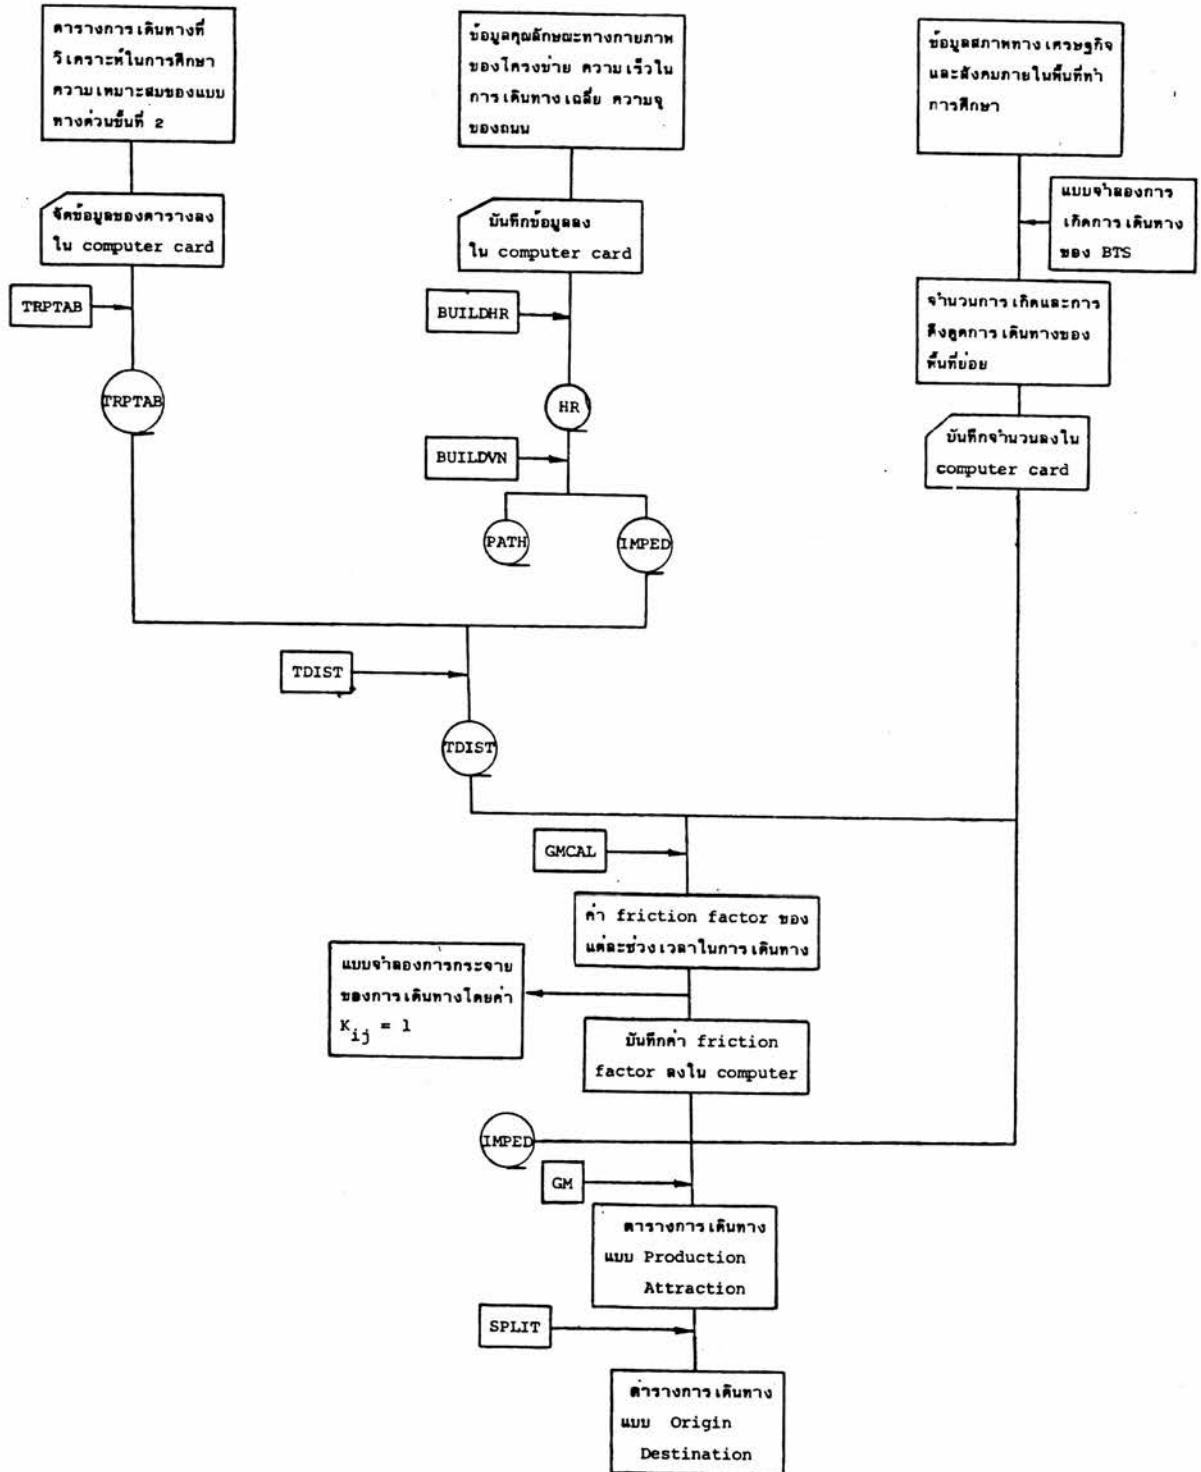 ตารางการเดินทางที่
วิเคราะห์ในการศึกษา
ความเหมาะสมของแบบ
ทางด่วนขั้นที่ 2
ข้อมูลคุณลักษณะทางกายภาพ
ของโครงข่าย ความเร็วใน
การเดินทางเฉลี่ย ความจุ
ของถนน
ข้อมูลสภาพทางเศรษฐกิจ
และสังคมภายในพื้นที่ทำ
การศึกษา
จัดข้อมูลของตารางลง
ใน computer card
บันทึกข้อมูลลง
ใน computer card
แบบจำลองการ
เกิดการเดินทาง
ของ BTS
TRPTAB
BUILDHR
จำนวนการเกิดและการ
ดึงดูดการเดินทางของ
พื้นที่ย่อย
TRPTAB
HR
BUILDVN
บันทึกจำนวนลงใน
computer card
PATH
IMPED
TDIST
TDIST
GMCAL
ค่า friction factor ของ
แต่ละช่วงเวลาในการเดินทาง
แบบจำลองการกระจาย
ของการเดินทางโดยค่า
K_ij = 1
บันทึกค่า friction
factor ลงใน computer
IMPED
GM
ตารางการเดินทาง
แบบ Production
Attraction
SPLIT
ตารางการเดินทาง
แบบ Origin
Destination